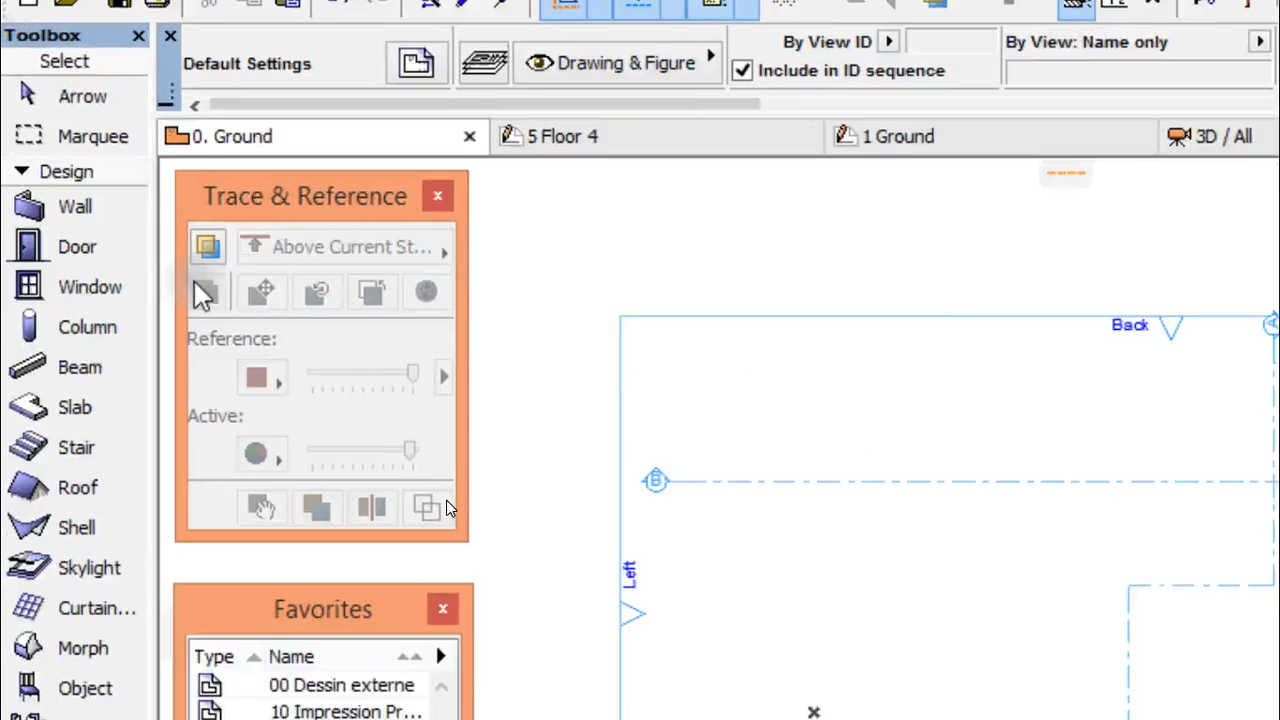 Toolbox
Select
Arrow
Marquee
Design
Wall
Door
Window
Column
Beam
Slab
Stair
Roof
Shell
Skylight
Curtain...
Morph
Object
Default Settings
Drawing & Figure
By View ID
Include in ID sequence
By View: Name only
0. Ground
5 Floor 4
1 Ground
3D / All
Trace & Reference
Above Current St...
Reference:
Active:
Favorites
Type Name
00 Dessin externe
10 Impression Pr...
Back
B
Left